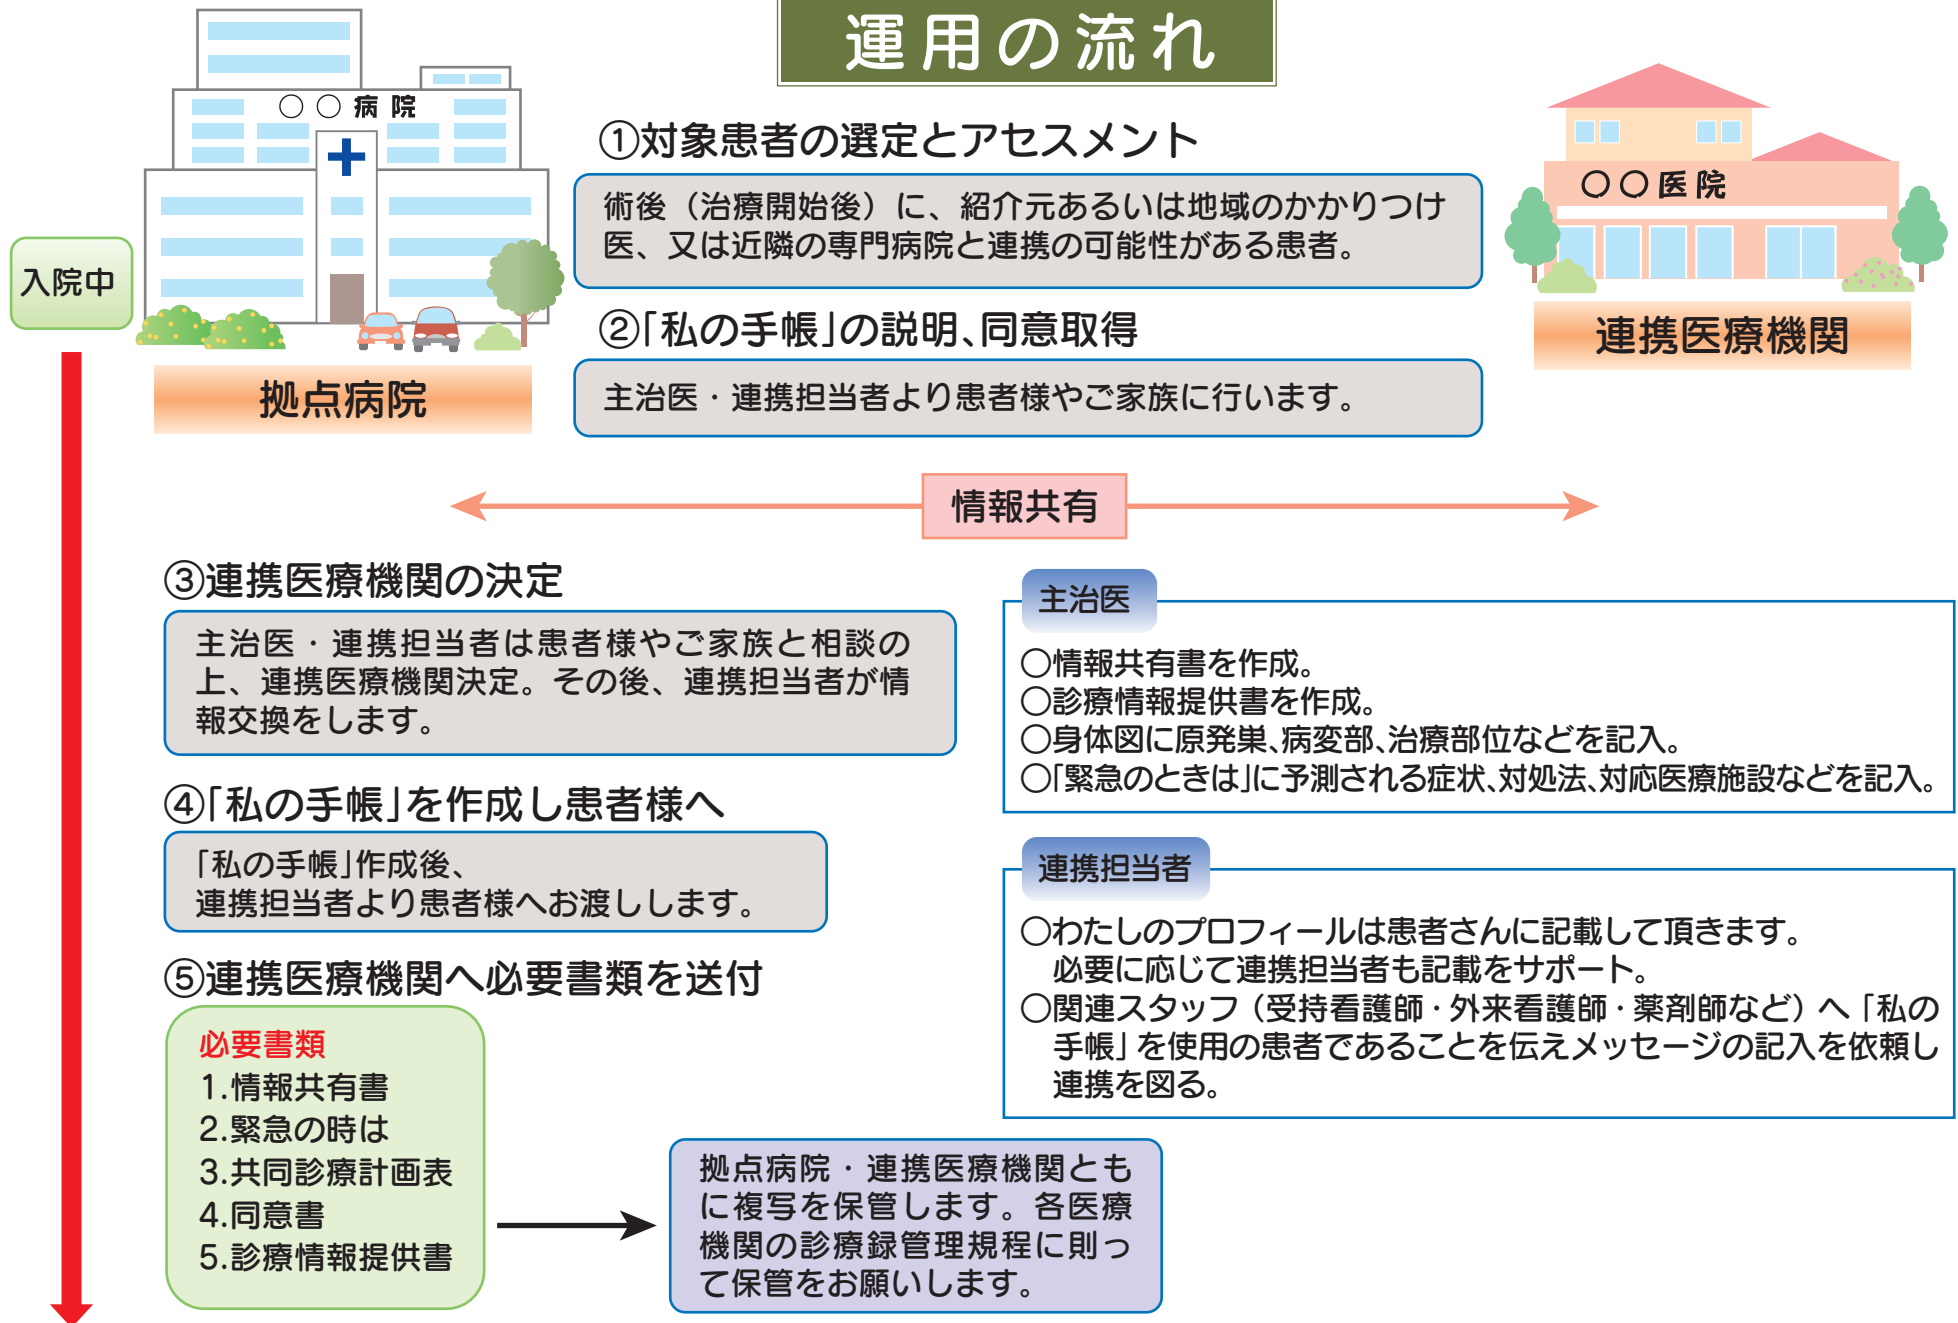 運用の流れ
○○病院
○○医院
入院中
拠点病院
連携医療機関
①対象患者の選定とアセスメント
術後（治療開始後）に、紹介元あるいは地域のかかりつけ
医、又は近隣の専門病院と連携の可能性がある患者。
②「私の手帳」の説明、同意取得
主治医・連携担当者より患者様やご家族に行います。
情報共有
③連携医療機関の決定
主治医・連携担当者は患者様やご家族と相談の
上、連携医療機関決定。その後、連携担当者が情
報交換をします。
④「私の手帳」を作成し患者様へ
「私の手帳」作成後、
連携担当者より患者様へお渡しします。
⑤連携医療機関へ必要書類を送付
必要書類
1.情報共有書
2.緊急の時は
3.共同診療計画表
4.同意書
5.診療情報提供書
拠点病院・連携医療機関とも
に複写を保管します。各医療
機関の診療録管理規程に則っ
て保管をお願いします。
主治医
○情報共有書を作成。
○診療情報提供書を作成。
○身体図に原発巣、病変部、治療部位などを記入。
○「緊急のときは」に予測される症状、対処法、対応医療施設などを記入。
連携担当者
○わたしのプロフィールは患者さんに記載して頂きます。
必要に応じて連携担当者も記載をサポート。
○関連スタッフ（受持看護師・外来看護師・薬剤師など）へ「私の
手帳」を使用の患者であることを伝えメッセージの記入を依頼し
連携を図る。